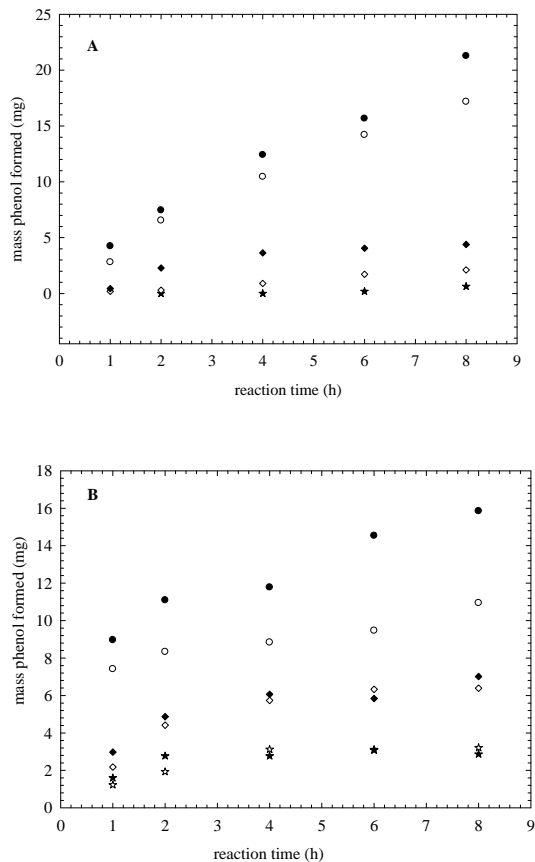 A
mass phenol formed (mg)
25
20
15
10
5
0
0 1 2 3 4 5 6 7 8 9
reaction time (h)
B
mass phenol formed (mg)
18
16
14
12
10
8
6
4
2
0
0 1 2 3 4 5 6 7 8 9
reaction time (h)